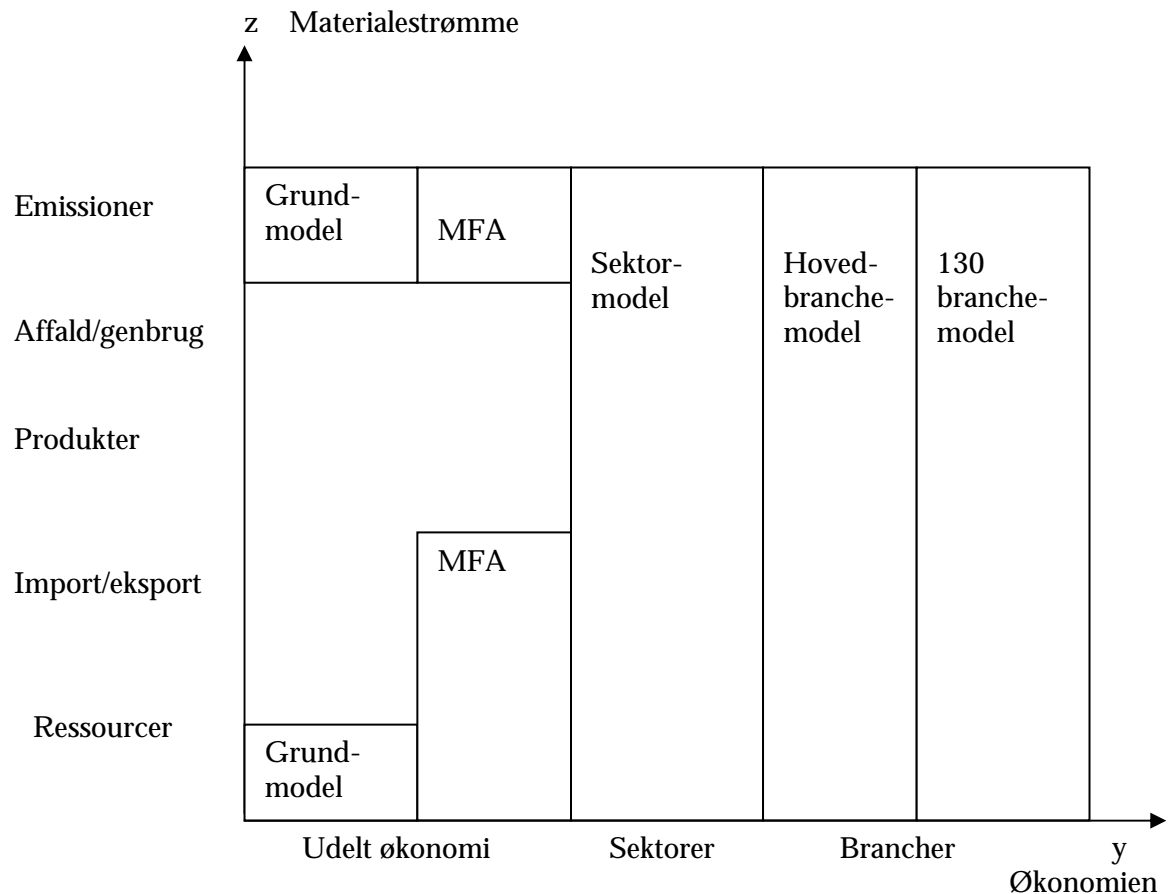 z Materialestrømme
Emissioner
Grund-
model
MFA
Sektor-
model
Hoved-
branche-
model
130
branche-
model
Affald/genbrug
Produkter
Import/eksport
MFA
Ressourcer
Grund-
model
Udelt økonomi
Sektorer
Brancher
y
Økonomien